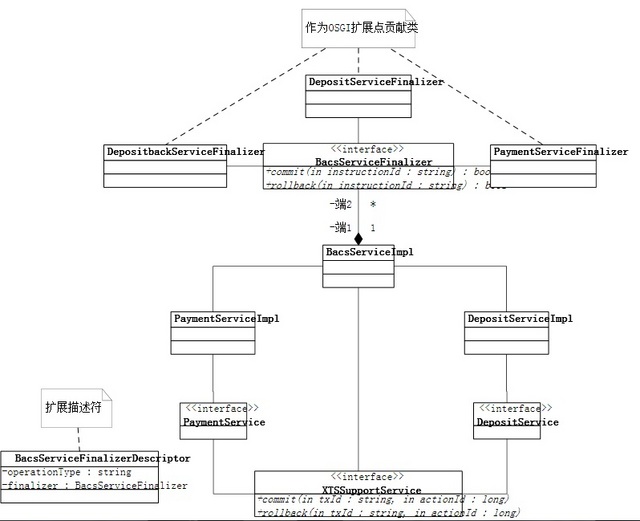 作为OSGI扩展点贡献类
DepositServiceFinalizer
DepositbackServiceFinalizer
<<interface>>
BacsServiceFinalizer
+commit(in instructionId : string) : bool
+rollback(in instructionId : string) : bool
PaymentServiceFinalizer
-端2 *
-端1 1
BacsServiceImpl
PaymentServiceImpl
DepositServiceImpl
扩展描述符
<<interface>>
PaymentService
<<interface>>
DepositService
BacsServiceFinalizerDescriptor
-operationType : string
-finalizer : BacsServiceFinalizer
<<interface>>
XTSSupportService
+commit(in txId : string, in actionId : long)
+rollback(in txId : string, in actionId : long)